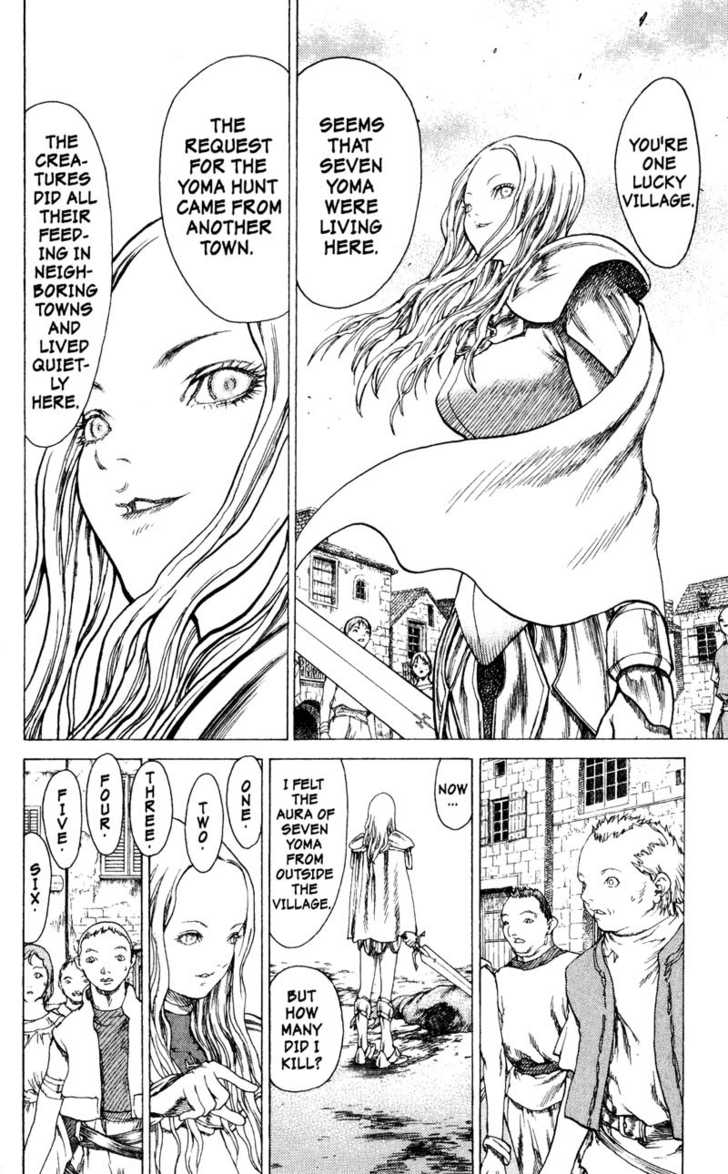 YOU'RE
ONE
LUCKY
VILLAGE.
SEEMS
THAT
SEVEN
YOMA
WERE
LIVING
HERE.
THE
REQUEST
FOR THE
YOMA HUNT
CAME FROM
ANOTHER
TOWN.
THE
CREA-
TURES
DID ALL
THEIR
FEED-
ING IN
NEIGH-
BORING
TOWNS
AND
LIVED
QUIET-
LY
HERE.
NOW
...
I FELT
THE
AURA OF
SEVEN
YOMA
FROM
OUTSIDE
THE
VILLAGE.
BUT
HOW
MANY
DID I
KILL?
ONE.
TWO.
THREE.
FOUR.
FIVE.
SIX.